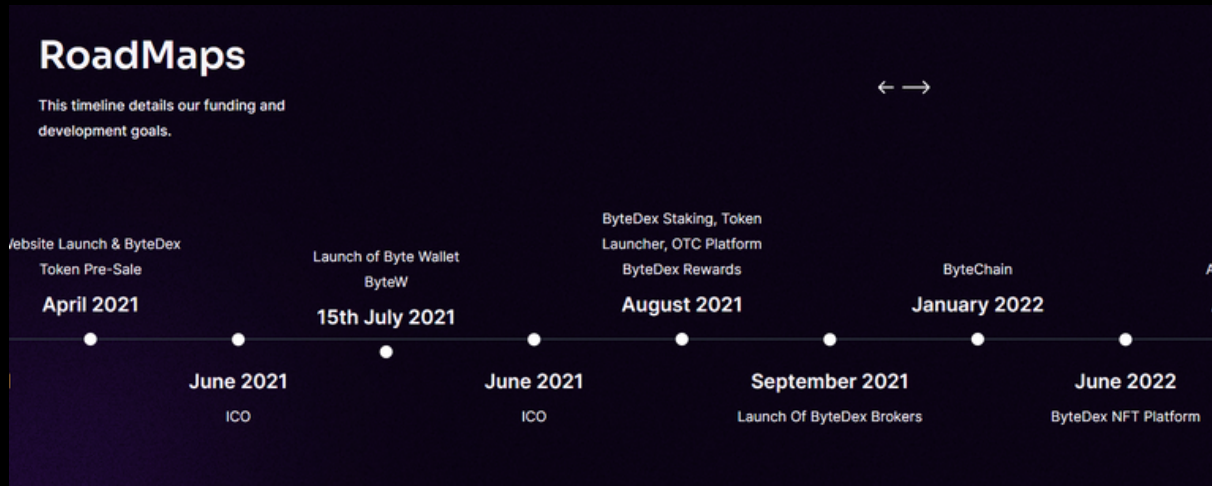 RoadMaps
This timeline details our funding and
development goals.
Launch & ByteDex
Token Pre-Sale
April 2021
June 2021
ICO
Launch of Byte Wallet
ByteW
15th July 2021
June 2021
ICO
ByteDex Staking, Token
Launcher, OTC Platform
ByteDex Rewards
August 2021
September 2021
Launch Of ByteDex Brokers
ByteChain
January 2022
June 2022
ByteDex NFT Platform